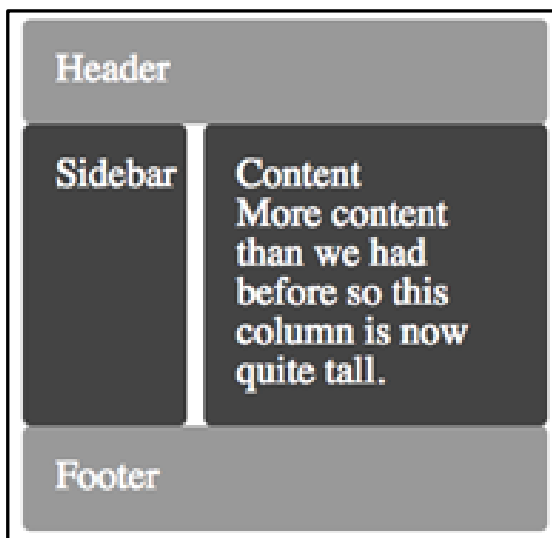 Header
Sidebar
Content
More content
than we had
before so this
column is now
quite tall.
Footer